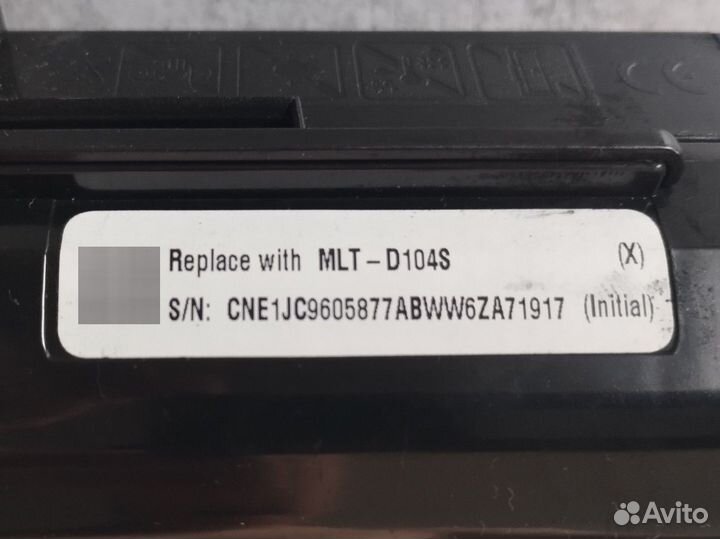 Replace with MLT-D104S (X)
S/N: CNE1JC9605877ABWW6ZA71917 (Initial)
Avito